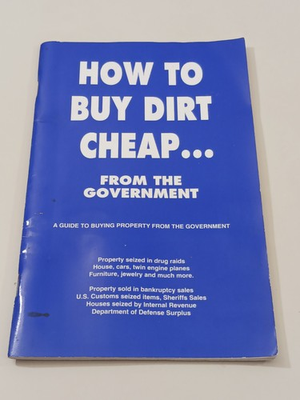 HOW TO
BUY DIRT
CHEAP...
FROM THE
GOVERNMENT
A GUIDE TO BUYING PROPERTY FROM THE GOVERNMENT
Property seized in drug raids
House, cars, twin engine planes
Furniture, jewelry and much more.
Property sold in bankruptcy sales
U.S. Customs seized items, Sheriffs Sales
Houses seized by Internal Revenue
Department of Defense Surplus